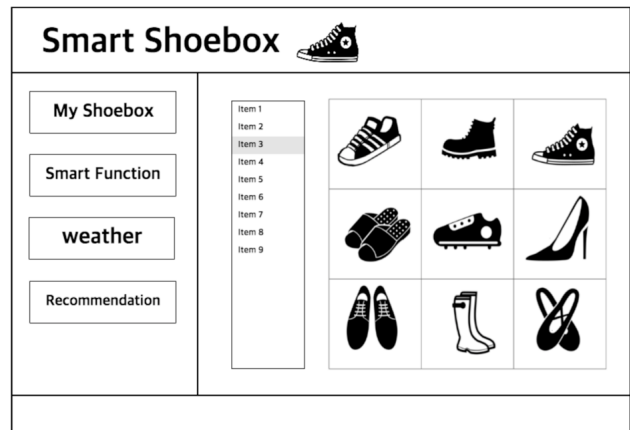 Smart Shoebox
My Shoebox
Smart Function
weather
Recommendation
Item 1
Item 2
Item 3
Item 4
Item 5
Item 6
Item 7
Item 8
Item 9